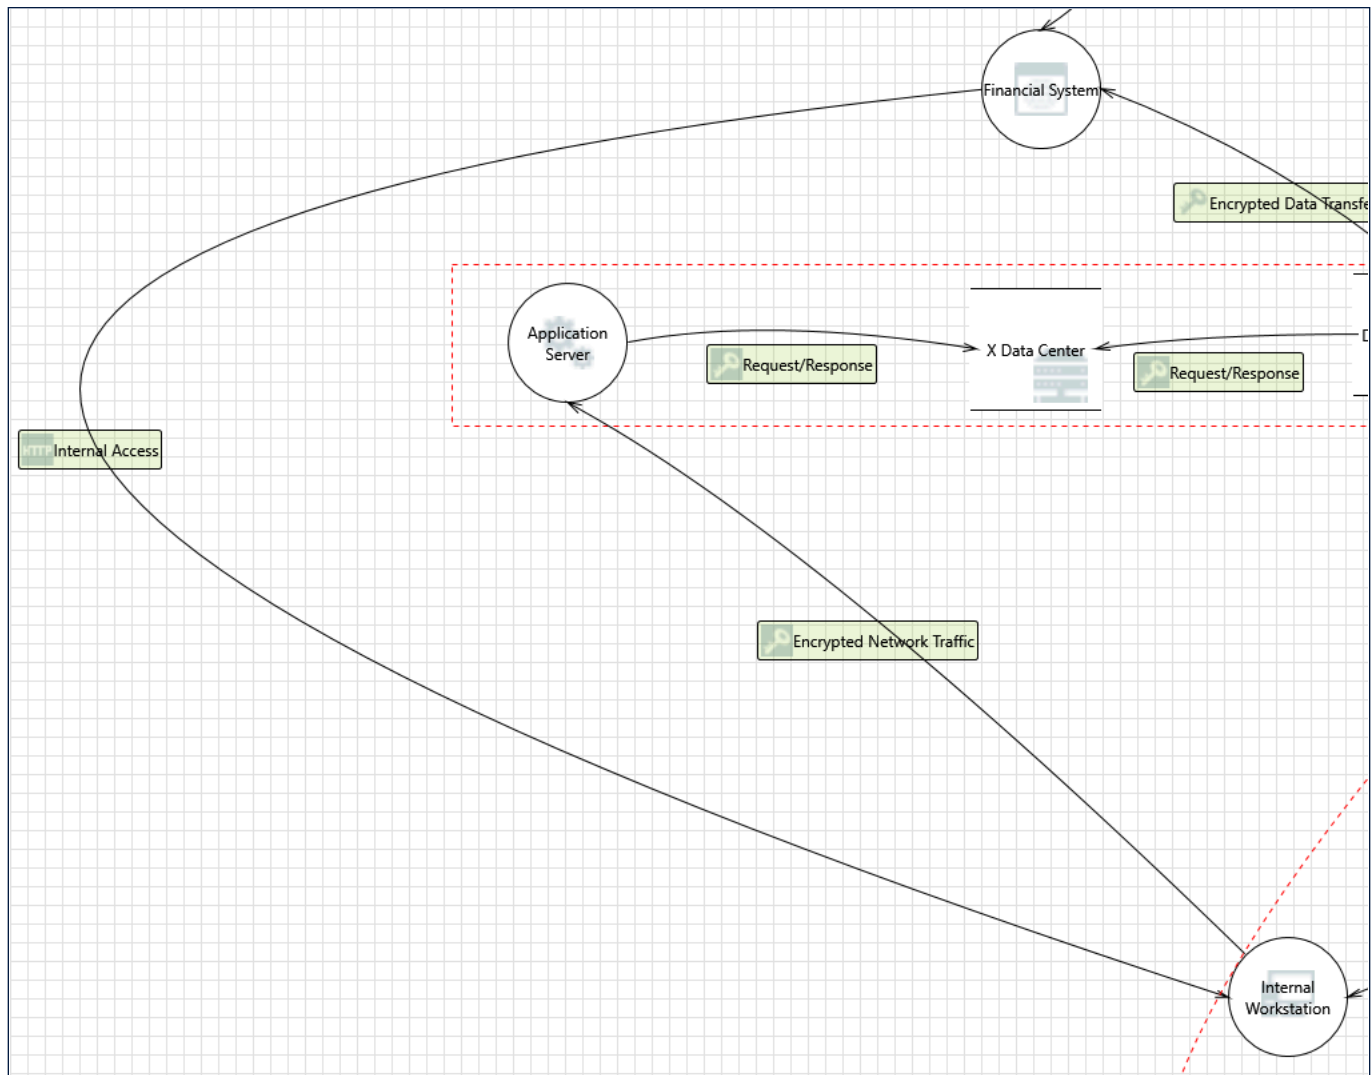 Financial System
Encrypted Data Transfe
Application
Server
X Data Center
Request/Response
Request/Response
HTTP Internal Access
Encrypted Network Traffic
Internal
Workstation